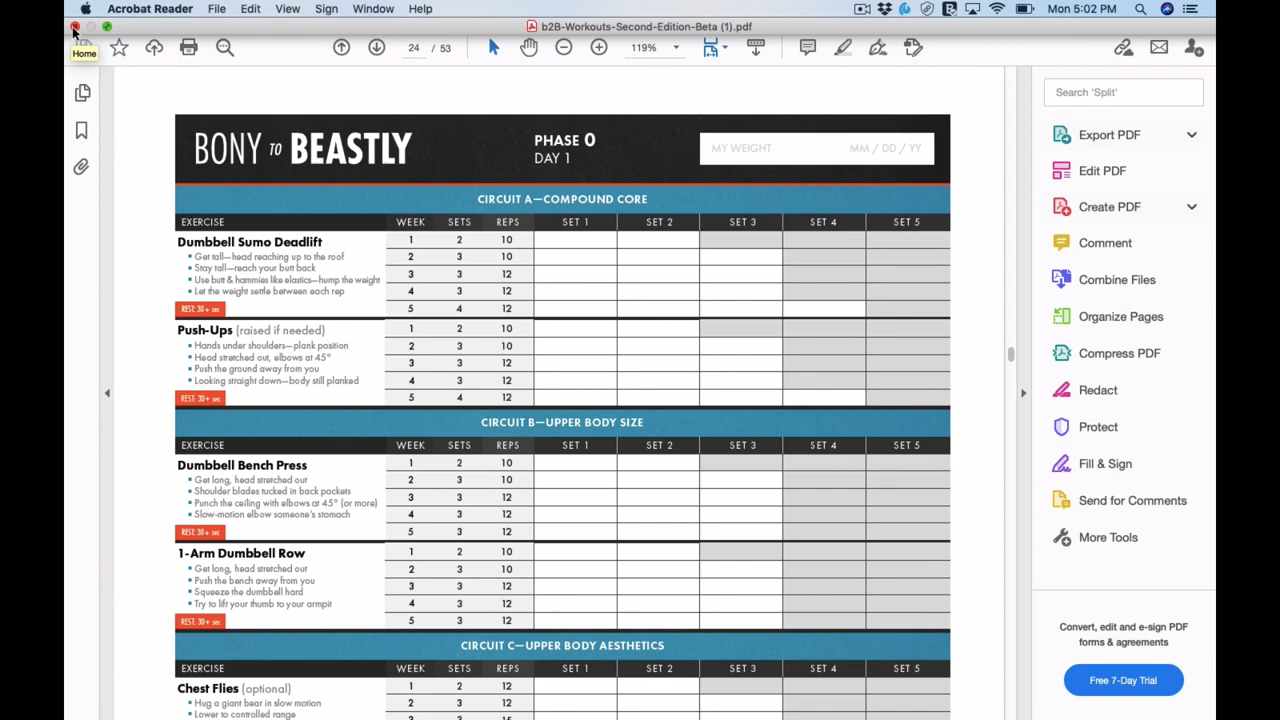 Acrobat Reader File Edit View Sign Window Help Mon 5:02 PM
b2B-Workouts-Second-Edition-Beta (1).pdf
Home
24 / 53 119%
BONY TO BEASTLY
PHASE 0
DAY 1
MY WEIGHT MM / DD / YY
CIRCUIT A—COMPOUND CORE
EXERCISE WEEK SETS REPS SET 1 SET 2 SET 3 SET 4 SET 5
Dumbbell Sumo Deadlift
Get tall—head reaching up to the roof
Stay tall—reach your butt back
Use butt & hammies like elastics—hump the weight
Let the weight settle between each rep
REST: 30+ sec
1 2 10
2 3 10
3 3 12
4 3 12
5 4 12
Push-Ups (raised if needed)
Hands under shoulders—plank position
Head stretched out, elbows at 45°
Push the ground away from you
Looking straight down—body still planked
REST: 30+ sec
1 2 10
2 3 10
3 3 12
4 3 12
5 4 12
CIRCUIT B—UPPER BODY SIZE
EXERCISE WEEK SETS REPS SET 1 SET 2 SET 3 SET 4 SET 5
Dumbbell Bench Press
Get long, head stretched out
Shoulder blades tucked in back pockets
Punch the ceiling with elbows at 45° (or more)
Slow-motion elbow someone's stomach
REST: 30+ sec
1 2 10
2 3 10
3 3 12
4 3 12
5 3 12
1-Arm Dumbbell Row
Get long, head stretched out
Push the bench away from you
Squeeze the dumbbell hard
Try to lift your thumb to your armpit
REST: 30+ sec
1 2 10
2 3 10
3 3 12
4 3 12
5 3 12
CIRCUIT C—UPPER BODY AESTHETICS
EXERCISE WEEK SETS REPS SET 1 SET 2 SET 3 SET 4 SET 5
Chest Flies (optional)
Hug a giant bear in slow motion
Lower to controlled range
1 2 12
2 3 12
Search 'Split'
Export PDF
Edit PDF
Create PDF
Comment
Combine Files
Organize Pages
Compress PDF
Redact
Protect
Fill & Sign
Send for Comments
More Tools
Convert, edit and e-sign PDF
forms & agreements
Free 7-Day Trial